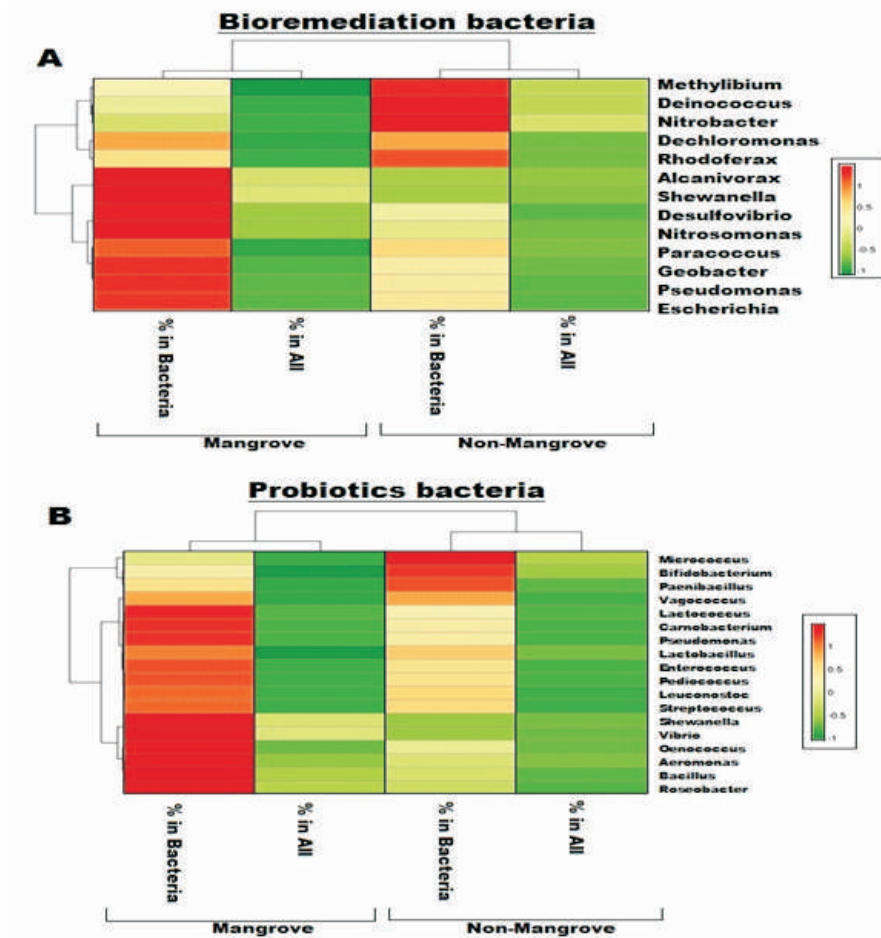 Bioremediation bacteria
A
Methylibium
Deinococcus
Nitrobacter
Dechloromonas
Rhodoferax
Alcanivorax
Shewanella
Desulfovibrio
Nitrosomonas
Paracoccus
Geobacter
Pseudomonas
Escherichia
1
0.5
0
-0.5
-1
% in Bacteria
% in All
% in Bacteria
% in All
Mangrove
Non-Mangrove
Probiotics bacteria
B
Micrococcus
Bifidobacterium
Paenibacillus
Vagococcus
Lactococcus
Carnobacterium
Pseudomonas
Lactobacillus
Enterococcus
Pediococcus
Leuconostoc
Streptococcus
Shewanella
Vibrio
Oenococcus
Aeromonas
Bacillus
Roseobacter
1
0.5
0
-0.5
-1
% in Bacteria
% in All
% in Bacteria
% in All
Mangrove
Non-Mangrove